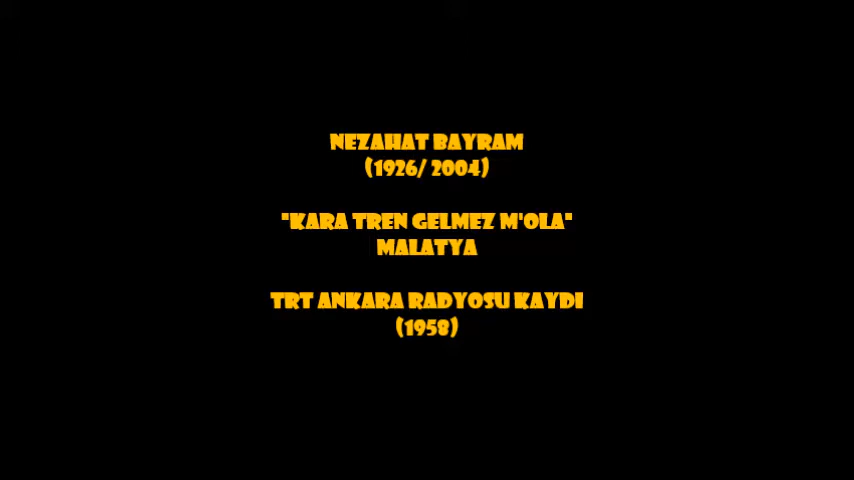 NEZAHAT BAYRAM
(1926/ 2004)
"KARA TREN GELMEZ M'OLA"
MALATYA
TRT ANKARA RADYOSU KAYDI
(1958)